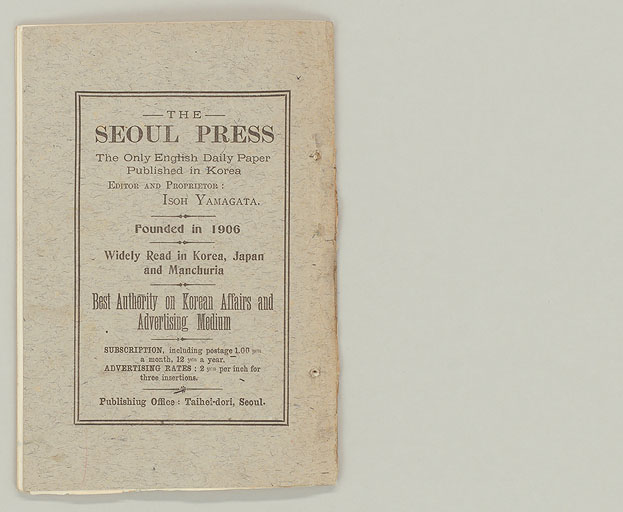 THE
SEOUL PRESS
The Only English Daily Paper
Published in Korea
EDITOR AND PROPRIETOR :
ISOH YAMAGATA.
Founded in 1906
Widely Read in Korea, Japan
and Manchuria
Best Authority on Korean Affairs and
Advertising Medium
SUBSCRIPTION, including postage 1.00 yen
a month, 12 yen a year.
ADVERTISING RATES : 2 yen per inch for
three insertions.
Publishing Office : Taihei-dori, Seoul.